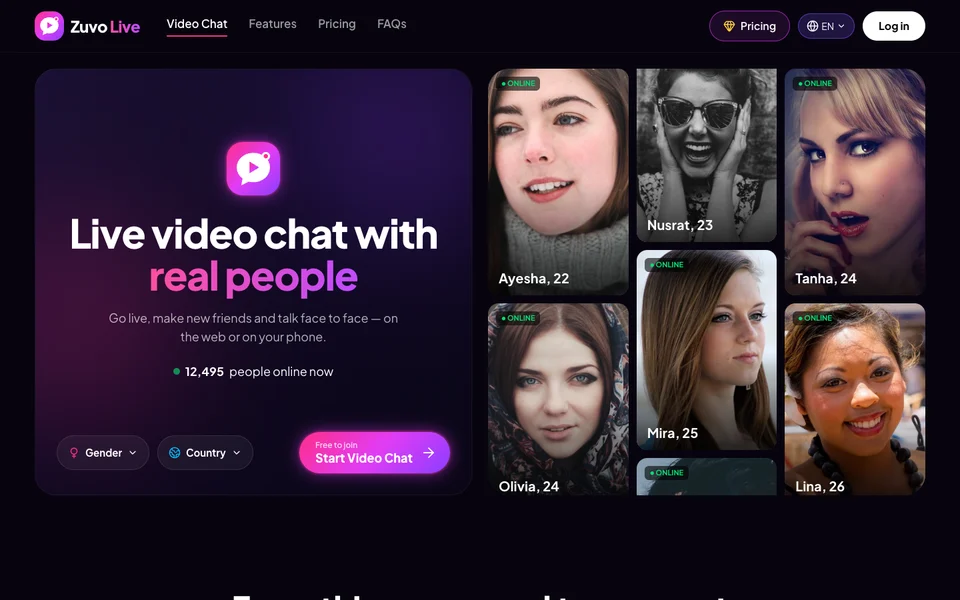 Zuvo Live
Video Chat
Features
Pricing
FAQs
Pricing
EN
Log in
Live video chat with
real people
Go live, make new friends and talk face to face — on
the web or on your phone.
12,495 people online now
Gender
Country
Free to join
Start Video Chat
ONLINE
Ayesha, 22
Nusrat, 23
ONLINE
Tanha, 24
ONLINE
Olivia, 24
ONLINE
Mira, 25
ONLINE
ONLINE
Lina, 26